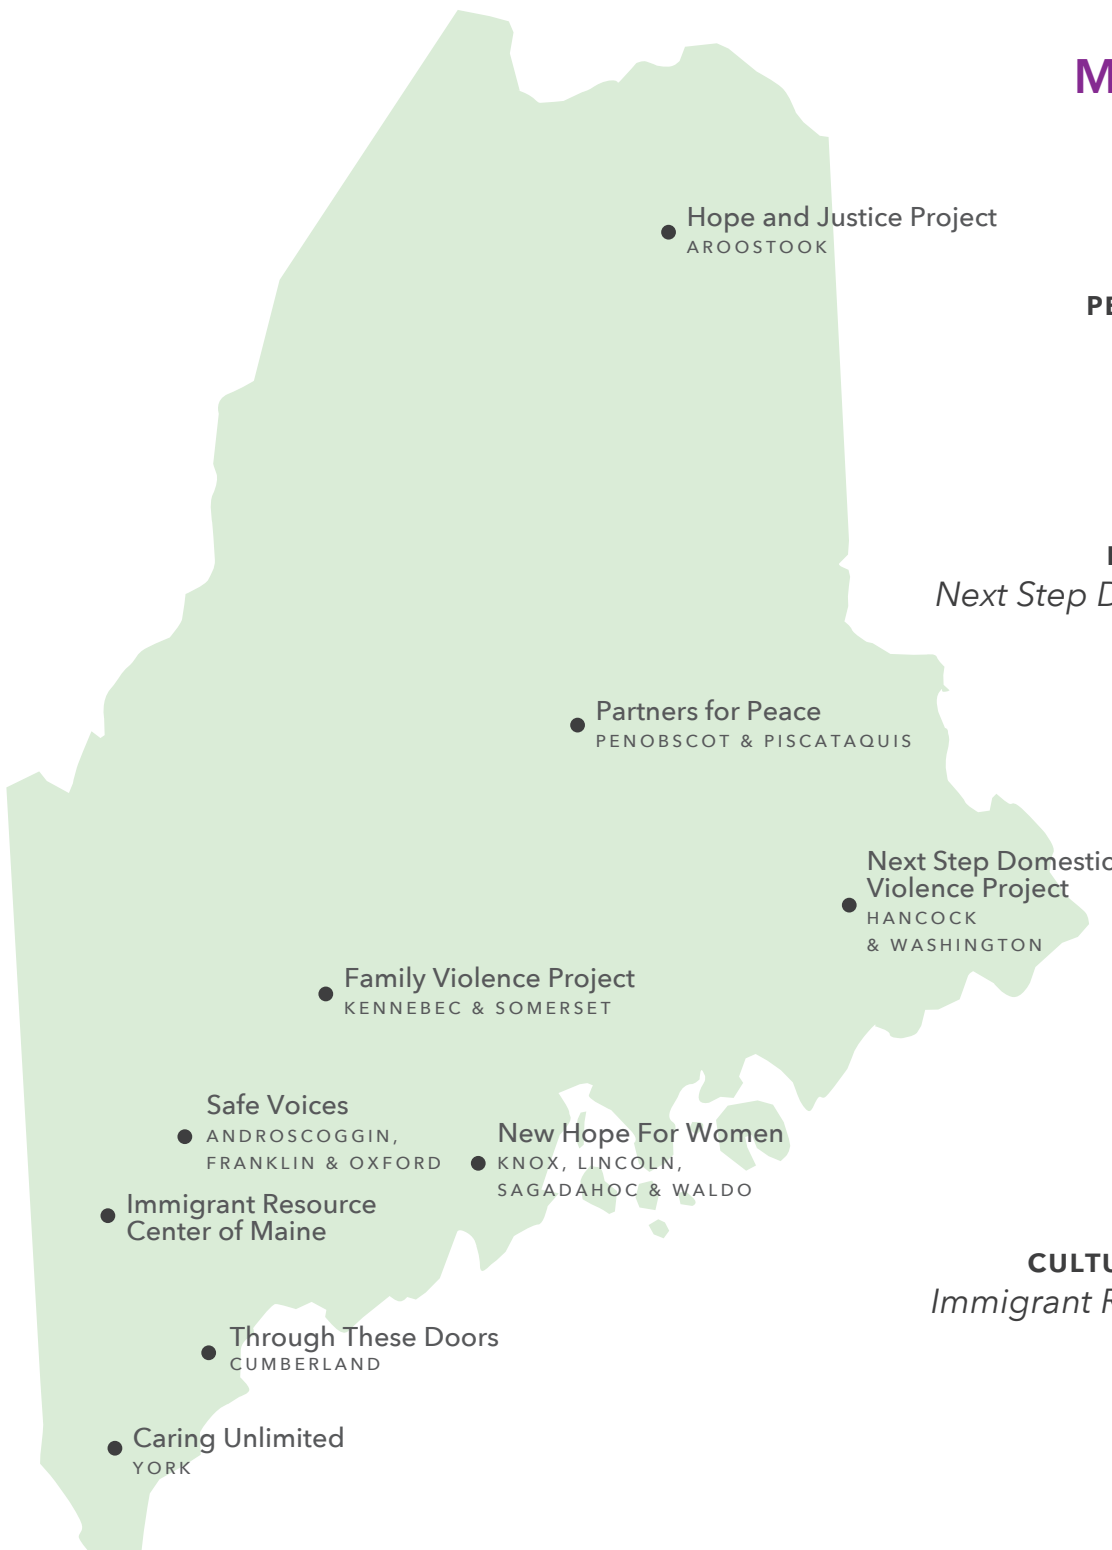 M
Hope and Justice Project
AROOSTOOK
PE
Next Step D
Partners for Peace
PENOBSCOT & PISCATAQUIS
Next Step Domestic
Violence Project
HANCOCK
& WASHINGTON
Family Violence Project
KENNEBEC & SOMERSET
Safe Voices
ANDROSCOGGIN,
FRANKLIN & OXFORD
New Hope For Women
KNOX, LINCOLN,
SAGADAHOC & WALDO
Immigrant Resource
Center of Maine
CULTU
Immigrant R
Through These Doors
CUMBERLAND
Caring Unlimited
YORK